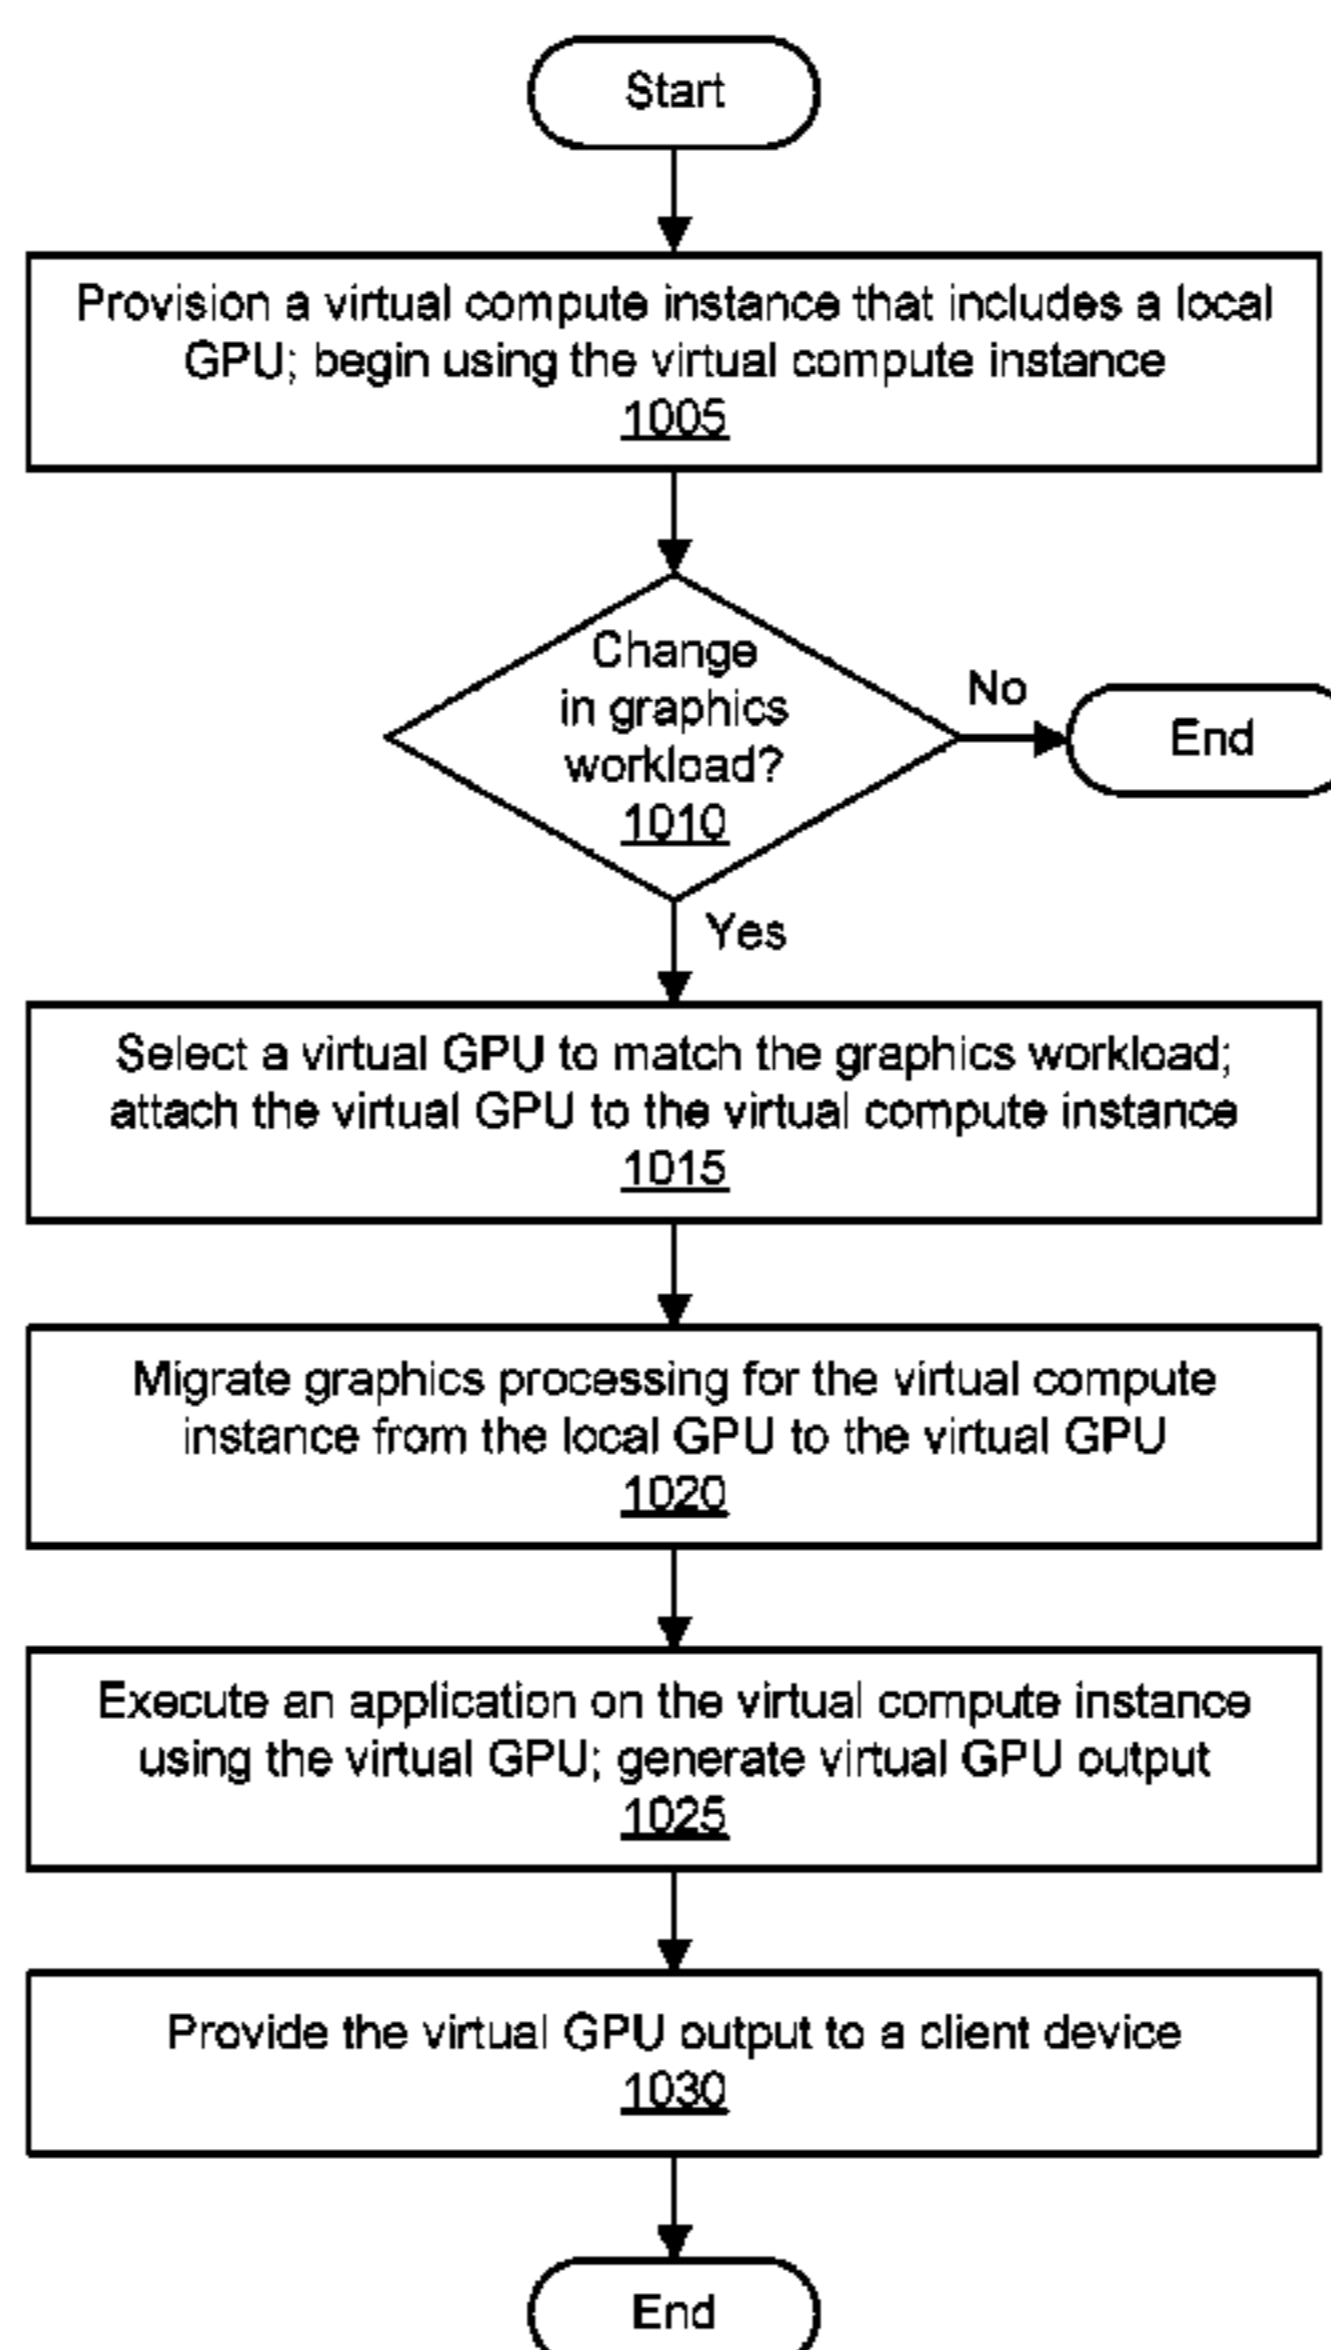 Start
Provision a virtual compute instance that includes a local
GPU; begin using the virtual compute instance
1005
Change
in graphics
workload?
1010
No
End
Yes
Select a virtual GPU to match the graphics workload;
attach the virtual GPU to the virtual compute instance
1015
Migrate graphics processing for the virtual compute
instance from the local GPU to the virtual GPU
1020
Execute an application on the virtual compute instance
using the virtual GPU; generate virtual GPU output
1025
Provide the virtual GPU output to a client device
1030
End